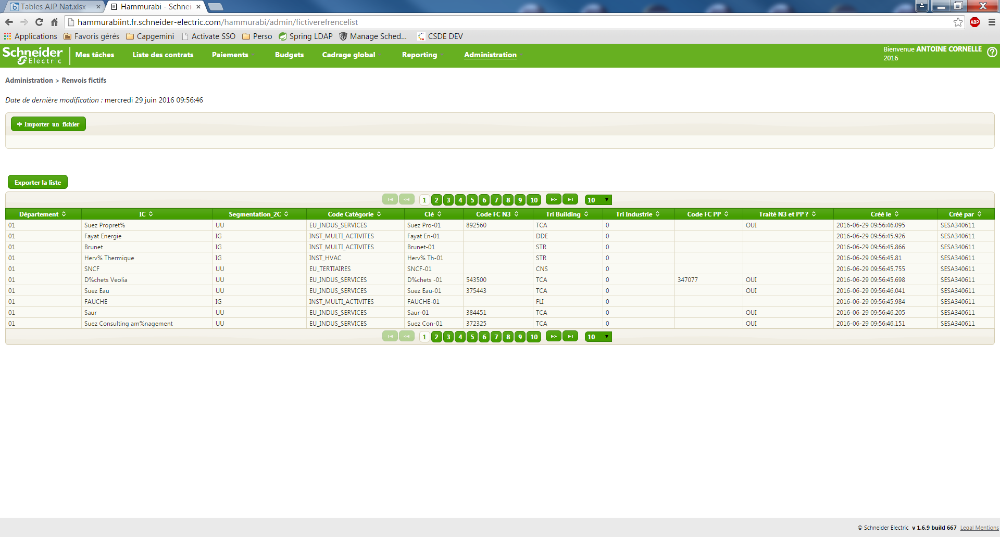 Tables AJP Nat.xlsx - Hammurabi - Schnei
hammurabiint.fr.schneider-electric.com/hammurabi/admin/fictiverefrencelist ABP
Applications Favoris gérés Capgemini Activate SSO Perso Spring LDAP Manage Sched... CSDE DEV
Schneider Electric Mes tâches Liste des contrats Paiements Budgets Cadrage global Reporting Administration Bienvenue ANTOINE CORNELLE ?
2016
Administration > Renvois fictifs
Date de dernière modification : mercredi 29 juin 2016 09:56:46
+ Importer un fichier
Exporter la liste
1 2 3 4 5 6 7 8 9 10 10
Département IC Segmentation_2C Code Catégorie Clé Code FC N3 Tri Building Tri Industrie Code FC PP Traité N3 et PP ? Créé le Créé par
01 Suez Propret% UU EU_INDUS_SERVICES Suez Pro-01 892560 TCA 0 OUI 2016-06-29 09:56:46.095 SESA340611
01 Fayat Energie IG INST_MULTI_ACTIVITES Fayat En-01 DDE 0 2016-06-29 09:56:45.926 SESA340611
01 Brunet IG INST_MULTI_ACTIVITES Brunet-01 STR 0 2016-06-29 09:56:45.866 SESA340611
01 Herv% Thermique IG INST_HVAC Herv% Th-01 STR 0 2016-06-29 09:56:45.81 SESA340611
01 SNCF UU EU_TERTIAIRES SNCF-01 CNS 0 2016-06-29 09:56:45.755 SESA340611
01 D%chets Veolia UU EU_INDUS_SERVICES D%chets -01 543500 TCA 0 347077 OUI 2016-06-29 09:56:45.698 SESA340611
01 Suez Eau UU EU_INDUS_SERVICES Suez Eau-01 375443 TCA 0 OUI 2016-06-29 09:56:46.041 SESA340611
01 FAUCHE IG INST_MULTI_ACTIVITES FAUCHE-01 FLI 0 2016-06-29 09:56:45.984 SESA340611
01 Saur UU EU_INDUS_SERVICES Saur-01 384451 TCA 0 OUI 2016-06-29 09:56:46.205 SESA340611
01 Suez Consulting am%nagement UU EU_INDUS_SERVICES Suez Con-01 372325 TCA 0 OUI 2016-06-29 09:56:46.151 SESA340611
1 2 3 4 5 6 7 8 9 10 10
© Schneider Electric v 1.6.9 build 667 Legal Mentions